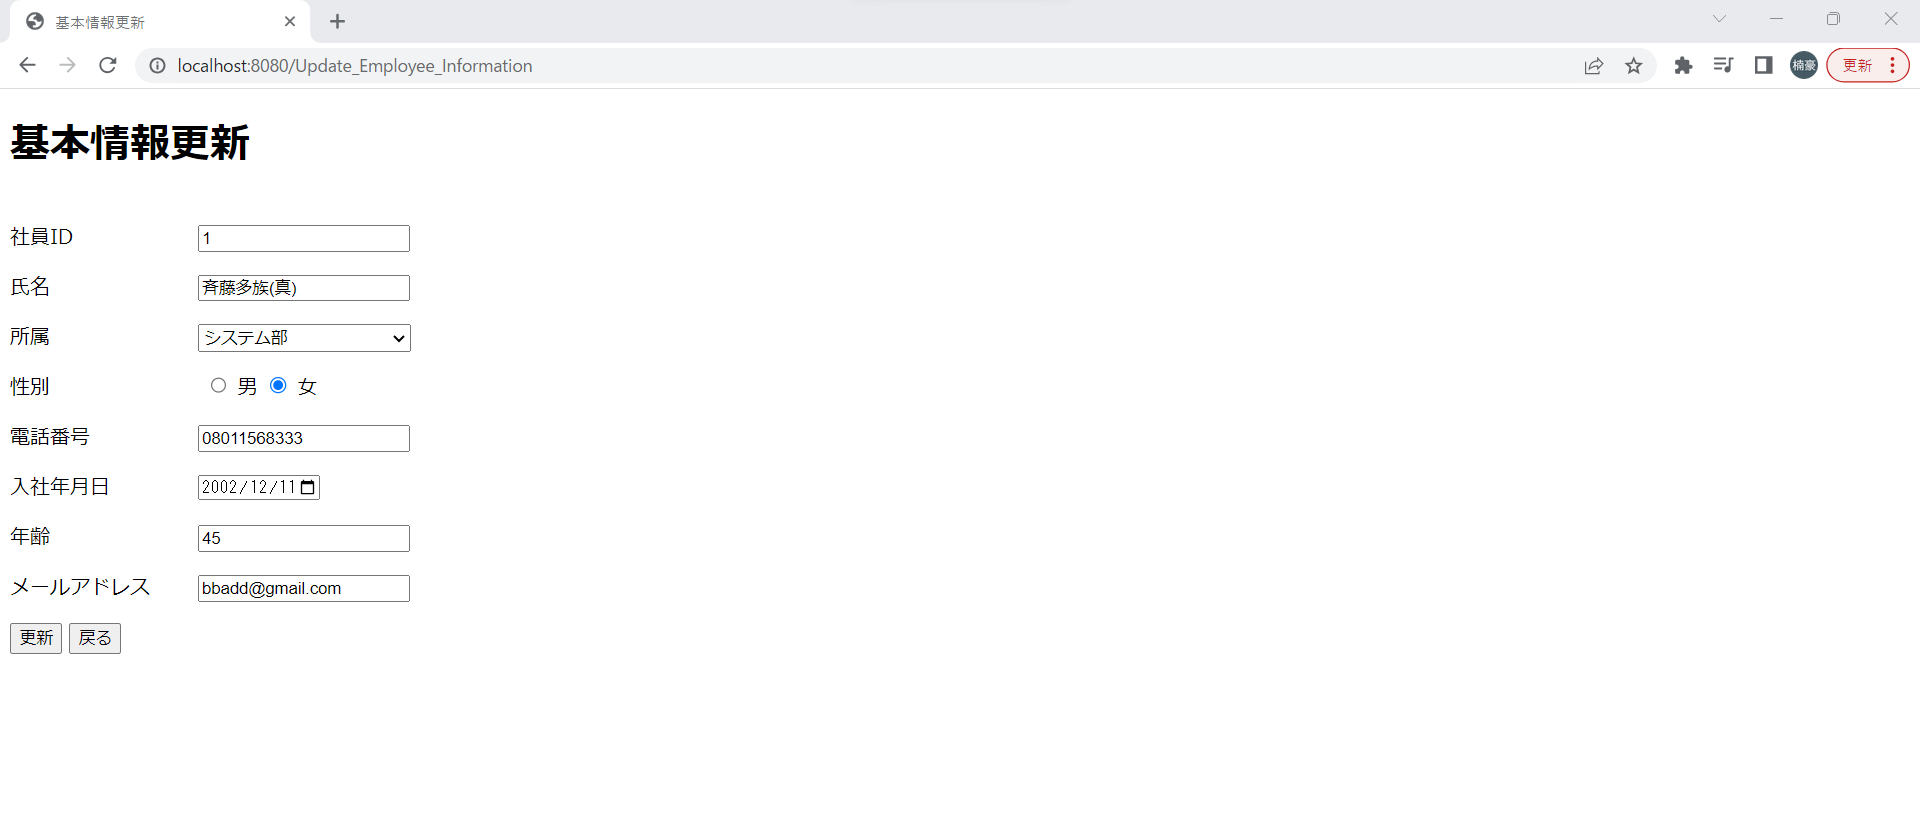 基本情報更新
localhost:8080/Update_Employee_Information
楠豪 更新
基本情報更新
社員ID 1
氏名 斉藤多族(真)
所属 システム部
性別 男 女
電話番号 08011568333
入社年月日 2002/12/11
年齢 45
メールアドレス bbadd@gmail.com
更新 戻る